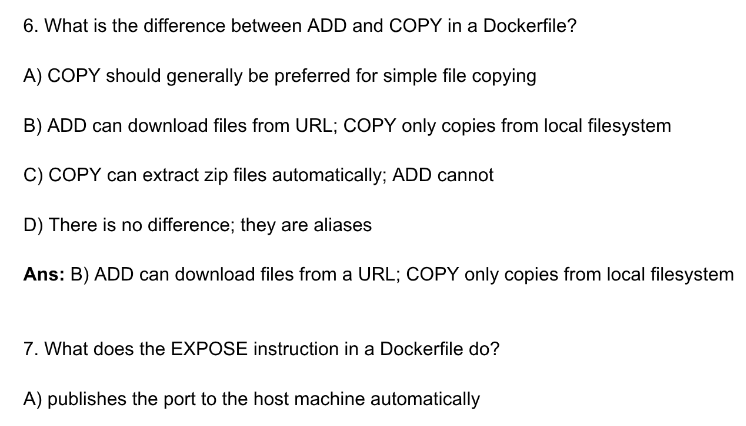 6. What is the difference between ADD and COPY in a Dockerfile?
A) COPY should generally be preferred for simple file copying
B) ADD can download files from URL; COPY only copies from local filesystem
C) COPY can extract zip files automatically; ADD cannot
D) There is no difference; they are aliases
Ans: B) ADD can download files from a URL; COPY only copies from local filesystem
7. What does the EXPOSE instruction in a Dockerfile do?
A) publishes the port to the host machine automatically